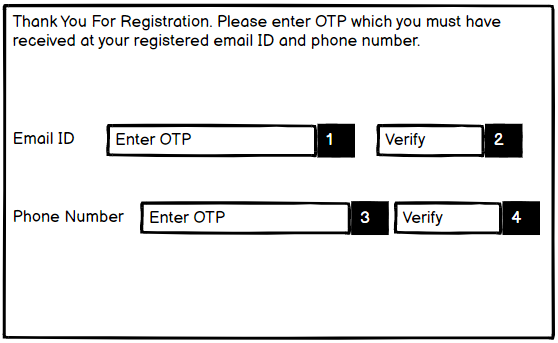 Thank You For Registration. Please enter OTP which you must have
received at your registered email ID and phone number.
Email ID Enter OTP 1 Verify 2
Phone Number Enter OTP 3 Verify 4